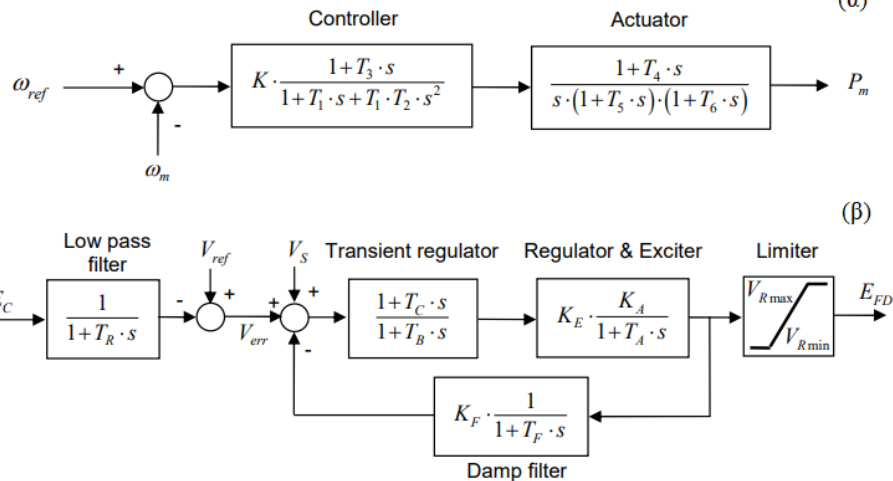 (α)
Controller
Actuator
ω_ref
+
-
ω_m
K · (1+T_3·s)/(1+T_1·s+T_1·T_2·s^2)
(1+T_4·s)/(s·(1+T_5·s)·(1+T_6·s))
P_m
(β)
Low pass filter
V_ref
V_S
Transient regulator
Regulator & Exciter
Limiter
1/(1+T_R·s)
-
+
V_err
+
+
-
(1+T_C·s)/(1+T_B·s)
K_E · K_A/(1+T_A·s)
V_Rmax
V_Rmin
E_FD
K_F · 1/(1+T_F·s)
Damp filter